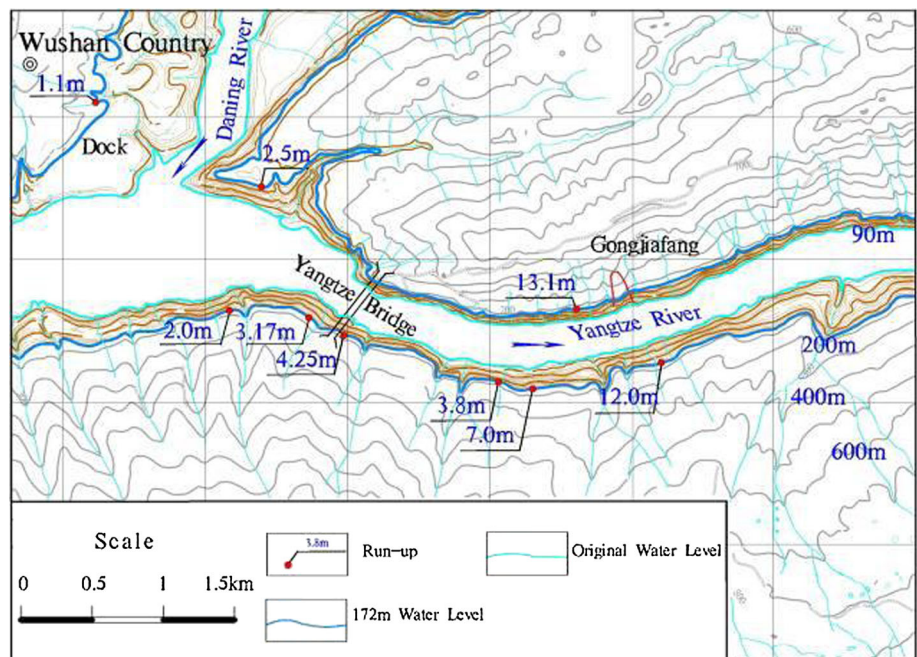 Wushan Country
1.1m
Dock
Daning River
2.5m
Gongjiafang
90m
13.1m
Yangtze
Bridge
Yangtze River
2.0m
3.17m
4.25m
200m
3.8m
7.0m
12.0m
400m
600m
Scale
0 0.5 1 1.5km
3.8m
Run-up
Original Water Level
172m Water Level